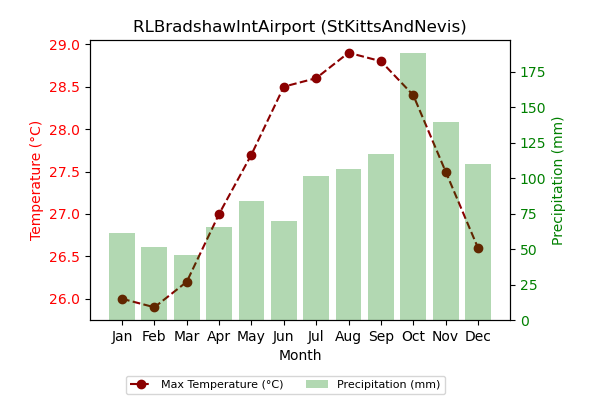 RLBradshawIntAirport (StKittsAndNevis)
29.0
28.5
28.0
27.5
27.0
26.5
26.0
Temperature (°C)
175
150
125
100
75
50
25
0
Precipitation (mm)
Jan Feb Mar Apr May Jun Jul Aug Sep Oct Nov Dec
Month
Max Temperature (°C) Precipitation (mm)